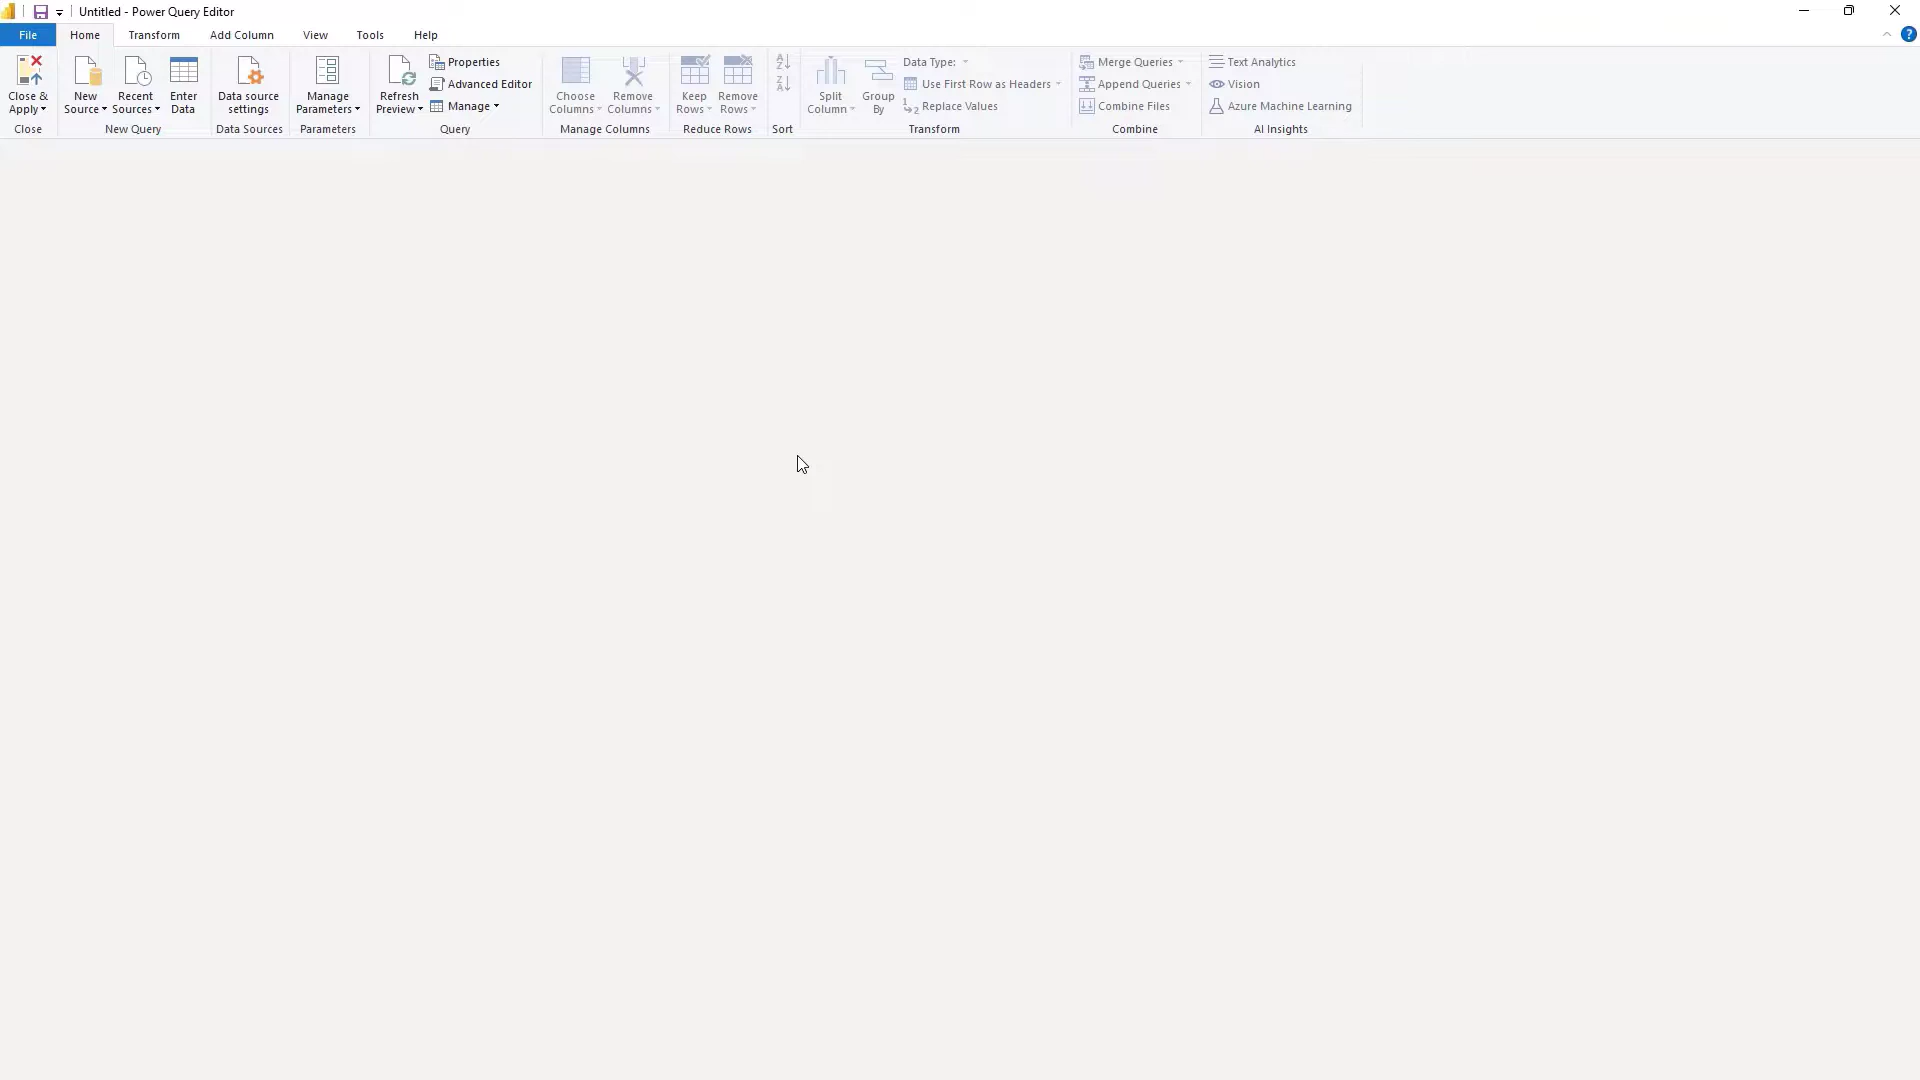 Untitled - Power Query Editor
File Home Transform Add Column View Tools Help
Close & Apply
Close
New Source
Recent Sources
Enter Data
New Query
Data source settings
Data Sources
Manage Parameters
Parameters
Refresh Preview
Properties
Advanced Editor
Manage
Query
Choose Columns
Remove Columns
Manage Columns
Keep Rows
Remove Rows
Reduce Rows
A
Z
Z
A
Sort
Split Column
Group By
Data Type:
Use First Row as Headers
1
2
Replace Values
Transform
Merge Queries
Append Queries
Combine Files
Combine
Text Analytics
Vision
Azure Machine Learning
AI Insights
?